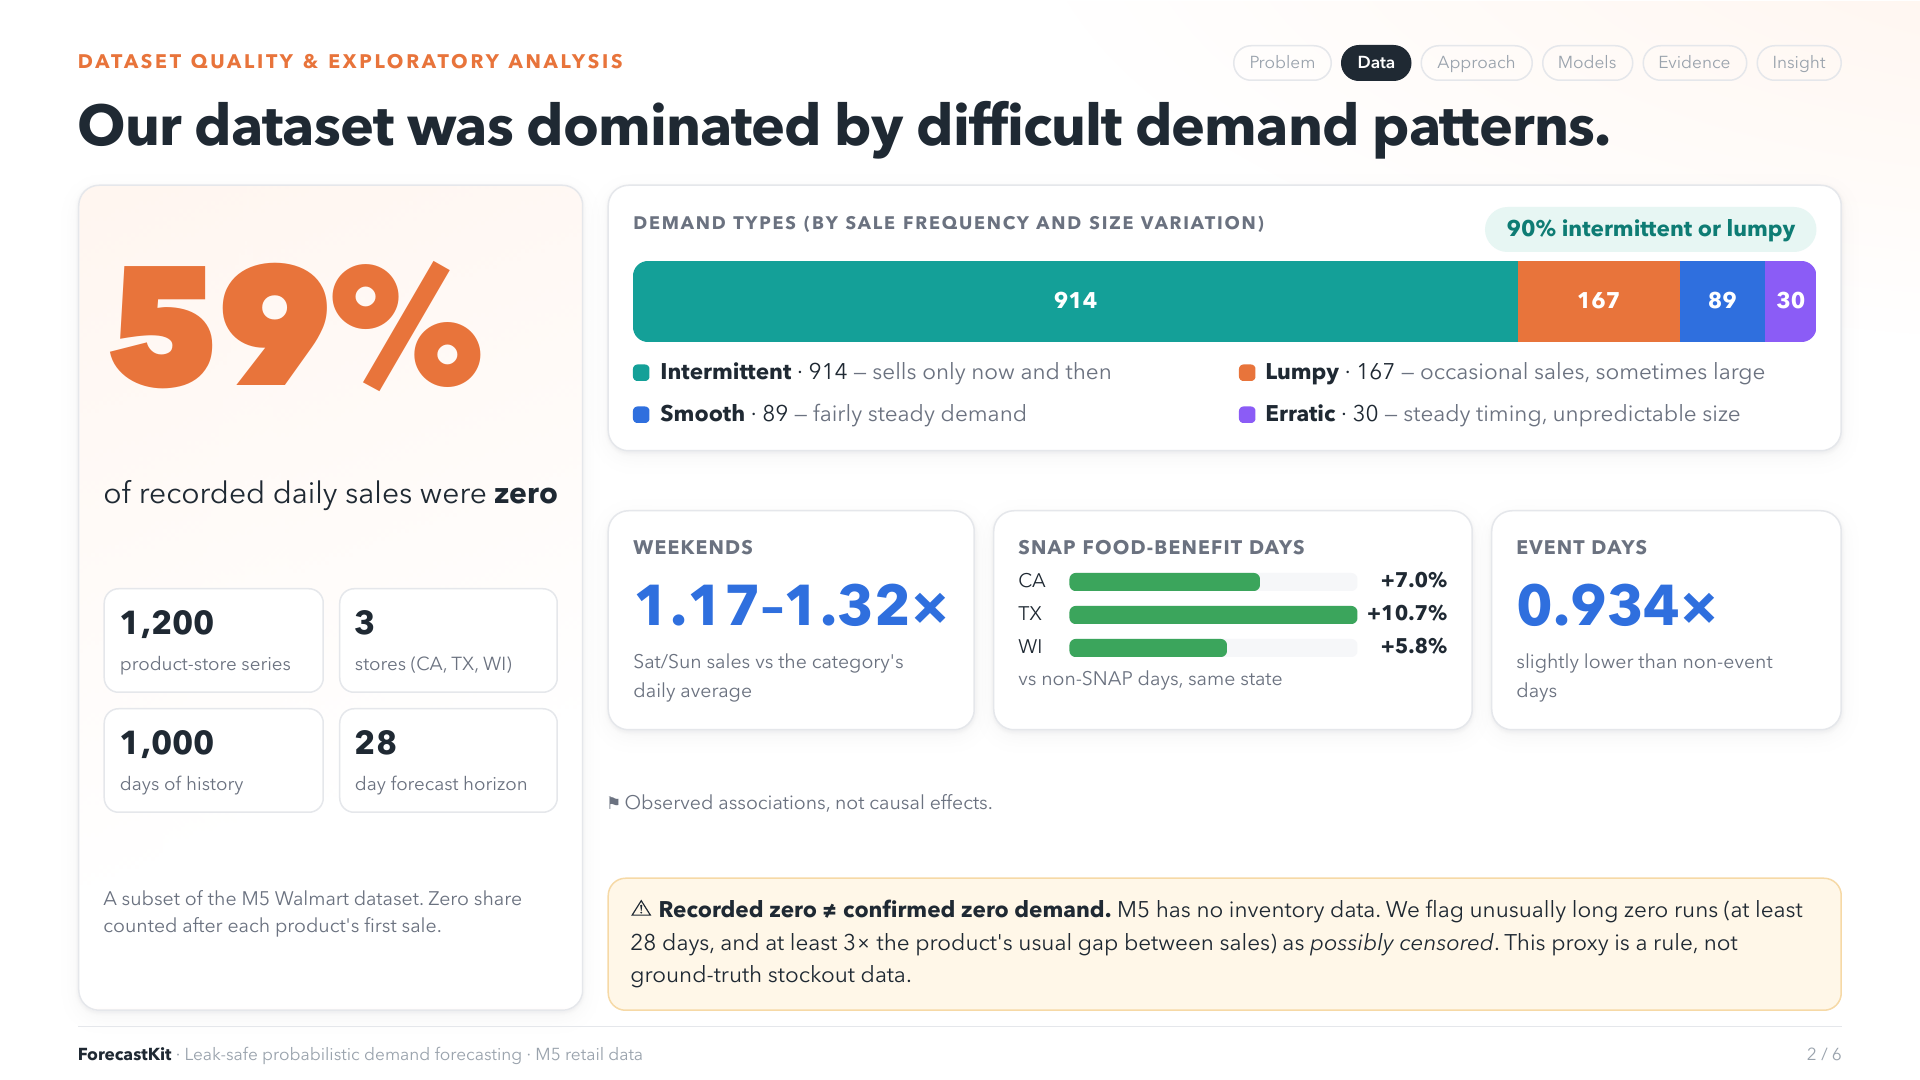 DATASET QUALITY & EXPLORATORY ANALYSIS
Problem
Data
Approach
Models
Evidence
Insight
Our dataset was dominated by difficult demand patterns.
59%
of recorded daily sales were zero
1,200
product-store series
3
stores (CA, TX, WI)
1,000
days of history
28
day forecast horizon
A subset of the M5 Walmart dataset. Zero share
counted after each product's first sale.
DEMAND TYPES (BY SALE FREQUENCY AND SIZE VARIATION)
90% intermittent or lumpy
914
167
89
30
Intermittent · 914 – sells only now and then
Lumpy · 167 – occasional sales, sometimes large
Smooth · 89 – fairly steady demand
Erratic · 30 – steady timing, unpredictable size
WEEKENDS
1.17–1.32×
Sat/Sun sales vs the category's
daily average
SNAP FOOD-BENEFIT DAYS
CA +7.0%
TX +10.7%
WI +5.8%
vs non-SNAP days, same state
EVENT DAYS
0.934×
slightly lower than non-event
days
⚑ Observed associations, not causal effects.
⚠ Recorded zero ≠ confirmed zero demand. M5 has no inventory data. We flag unusually long zero runs (at least
28 days, and at least 3× the product's usual gap between sales) as possibly censored. This proxy is a rule, not
ground-truth stockout data.
ForecastKit · Leak-safe probabilistic demand forecasting · M5 retail data
2 / 6